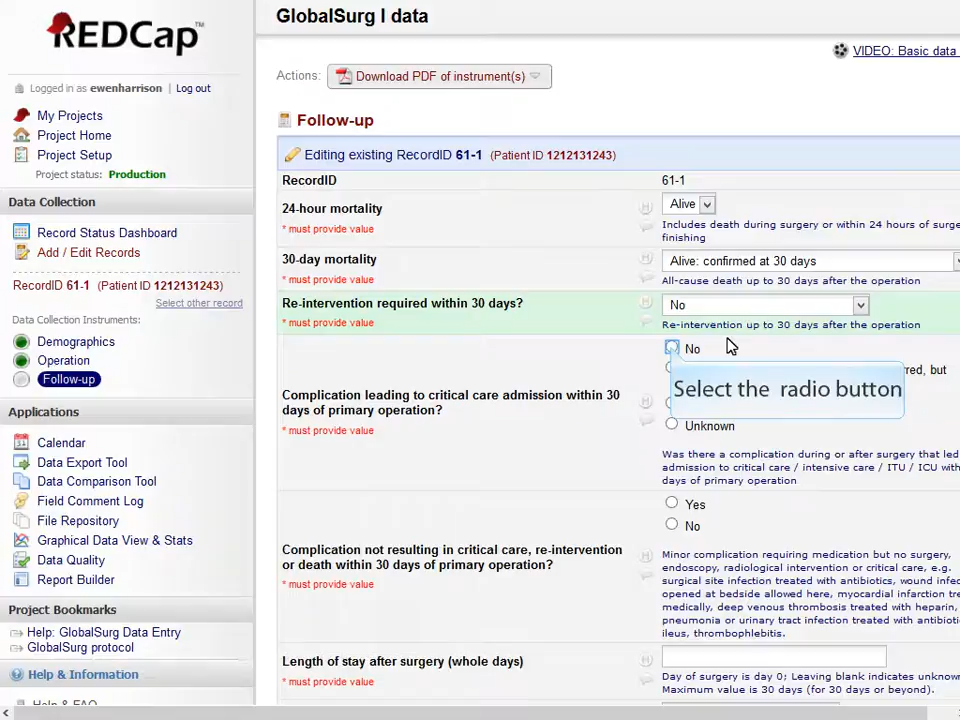 GlobalSurg I data
REDCap™
VIDEO: Basic data
Actions: Download PDF of instrument(s)
Logged in as ewenharrison | Log out
My Projects
Project Home
Project Setup
Project status: Production
Data Collection
Record Status Dashboard
Add / Edit Records
RecordID 61-1 (Patient ID 1212131243)
Select other record
Data Collection Instruments:
Demographics
Operation
Follow-up
Applications
Calendar
Data Export Tool
Data Comparison Tool
Field Comment Log
File Repository
Graphical Data View & Stats
Data Quality
Report Builder
Project Bookmarks
Help: GlobalSurg Data Entry
GlobalSurg protocol
Help & Information
Help & FAQ
Follow-up
Editing existing RecordID 61-1 (Patient ID 1212131243)
RecordID 61-1
24-hour mortality
* must provide value
Alive
Includes death during surgery or within 24 hours of surge
finishing
30-day mortality
* must provide value
Alive: confirmed at 30 days
All-cause death up to 30 days after the operation
Re-intervention required within 30 days?
* must provide value
No
Re-intervention up to 30 days after the operation
Complication leading to critical care admission within 30
days of primary operation?
* must provide value
No
red, but
Select the radio button
Unknown
Was there a complication during or after surgery that led
admission to critical care / intensive care / ITU / ICU with
days of primary operation
Complication not resulting in critical care, re-intervention
or death within 30 days of primary operation?
* must provide value
Yes
No
Minor complication requiring medication but no surgery,
endoscopy, radiological intervention or critical care, e.g.
surgical site infection treated with antibiotics, wound infec
opened at bedside allowed here, myocardial infarction tre
medically, deep venous thrombosis treated with heparin,
pneumonia or urinary tract infection treated with antibioti
ileus, thrombophlebitis.
Length of stay after surgery (whole days)
* must provide value
Day of surgery is day 0; Leaving blank indicates unknow
Maximum value is 30 days (for 30 days or beyond).